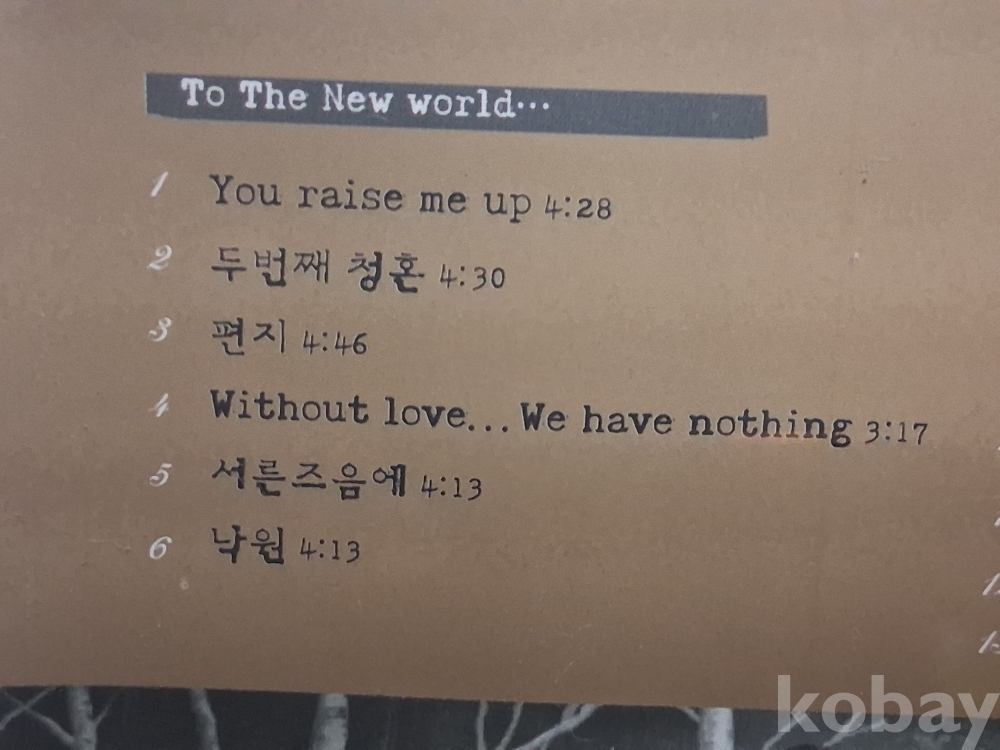 To The New world...
1 You raise me up 4:28
2 두번째 청혼 4:30
3 편지 4:46
4 Without love...We have nothing 3:17
5 서른즈음에 4:13
6 낙원 4:13
kobay